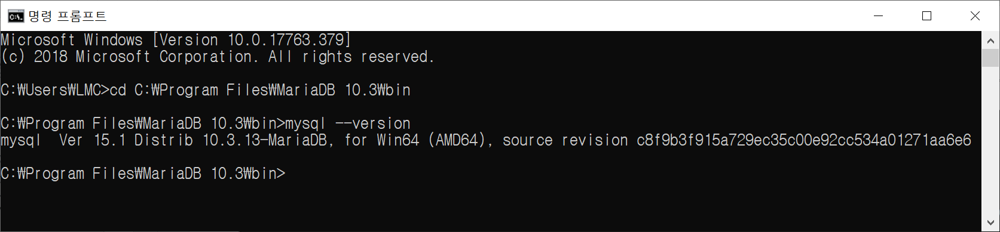 명령 프롬프트
Microsoft Windows [Version 10.0.17763.379]
(c) 2018 Microsoft Corporation. All rights reserved.
C:₩Users₩LMC>cd C:₩Program Files₩MariaDB 10.3₩bin
C:₩Program Files₩MariaDB 10.3₩bin>mysql --version
mysql  Ver 15.1 Distrib 10.3.13-MariaDB, for Win64 (AMD64), source revision c8f9b3f915a729ec35c00e92cc534a01271aa6e6
C:₩Program Files₩MariaDB 10.3₩bin>